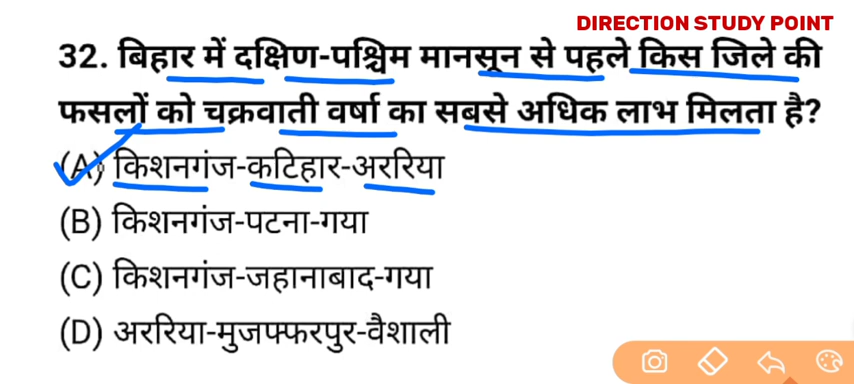 DIRECTION STUDY POINT
32. बिहार में दक्षिण-पश्चिम मानसून से पहले किस जिले की
फसलों को चक्रवाती वर्षा का सबसे अधिक लाभ मिलता है?
(A) किशनगंज-कटिहार-अररिया
(B) किशनगंज-पटना-गया
(C) किशनगंज-जहानाबाद-गया
(D) अररिया-मुजफ्फरपुर-वैशाली